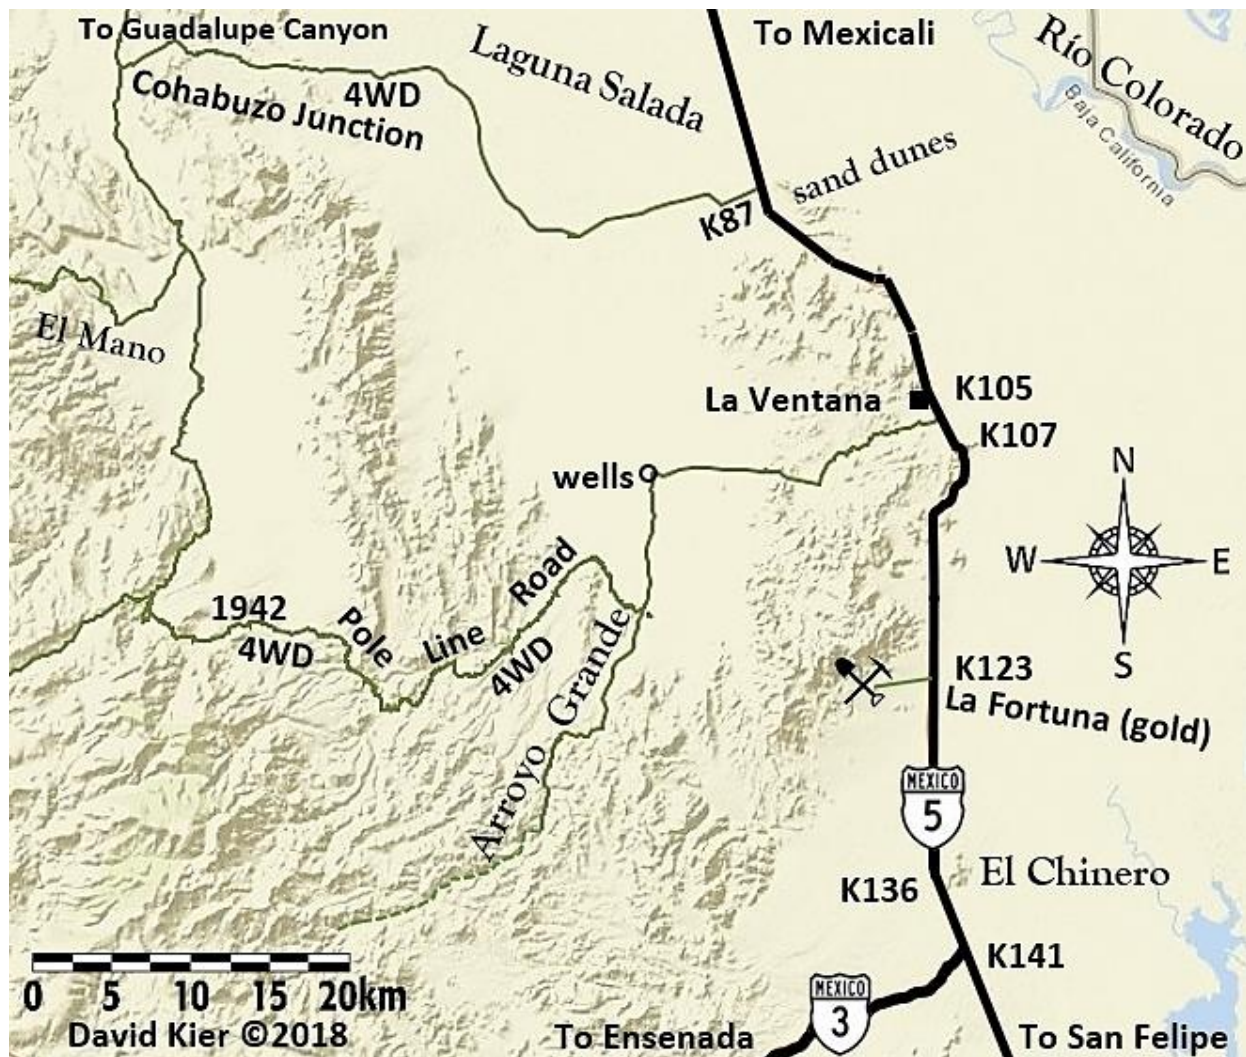 To Guadalupe Canyon
To Mexicali
Laguna Salada
Río Colorado
Cohabuzo Junction
4WD
Baja California
sand dunes
K87
El Mano
La Ventana
K105
K107
wells
N
W
E
S
1942
4WD
Pole
Line
Road
4WD
Arroyo Grande
K123
La Fortuna (gold)
MEXICO
5
El Chinero
K136
K141
0 5 10 15 20km
MEXICO
3
David Kier ©2018
To Ensenada
To San Felipe